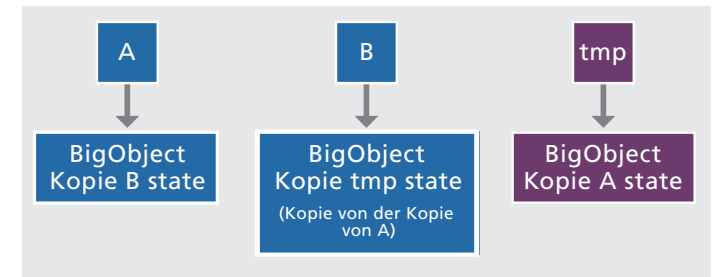 A
B
tmp
BigObject
Kopie B state
BigObject
Kopie tmp state
(Kopie von der Kopie
von A)
BigObject
Kopie A state